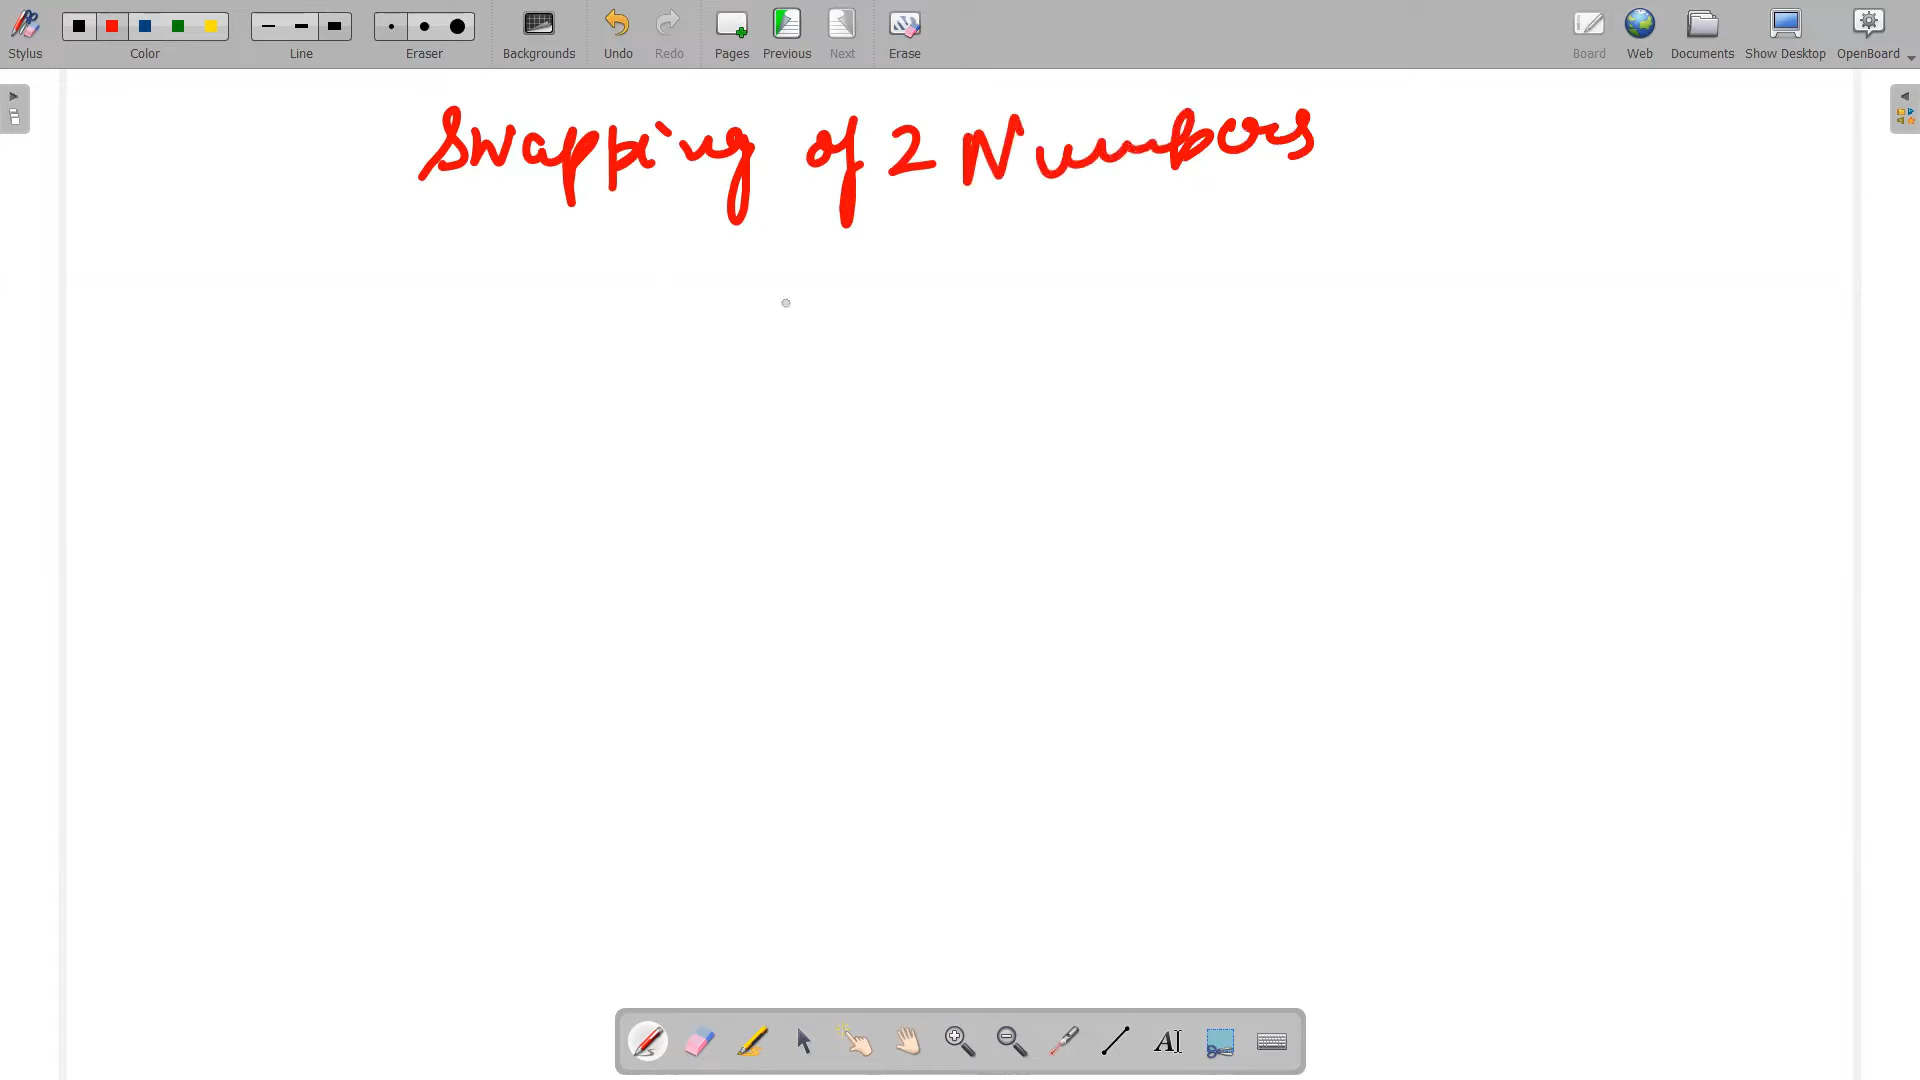 Stylus Color Line Eraser Backgrounds Undo Redo Pages Previous Next Erase Board Web Documents Show Desktop OpenBoard
Swapping of 2 Numbers